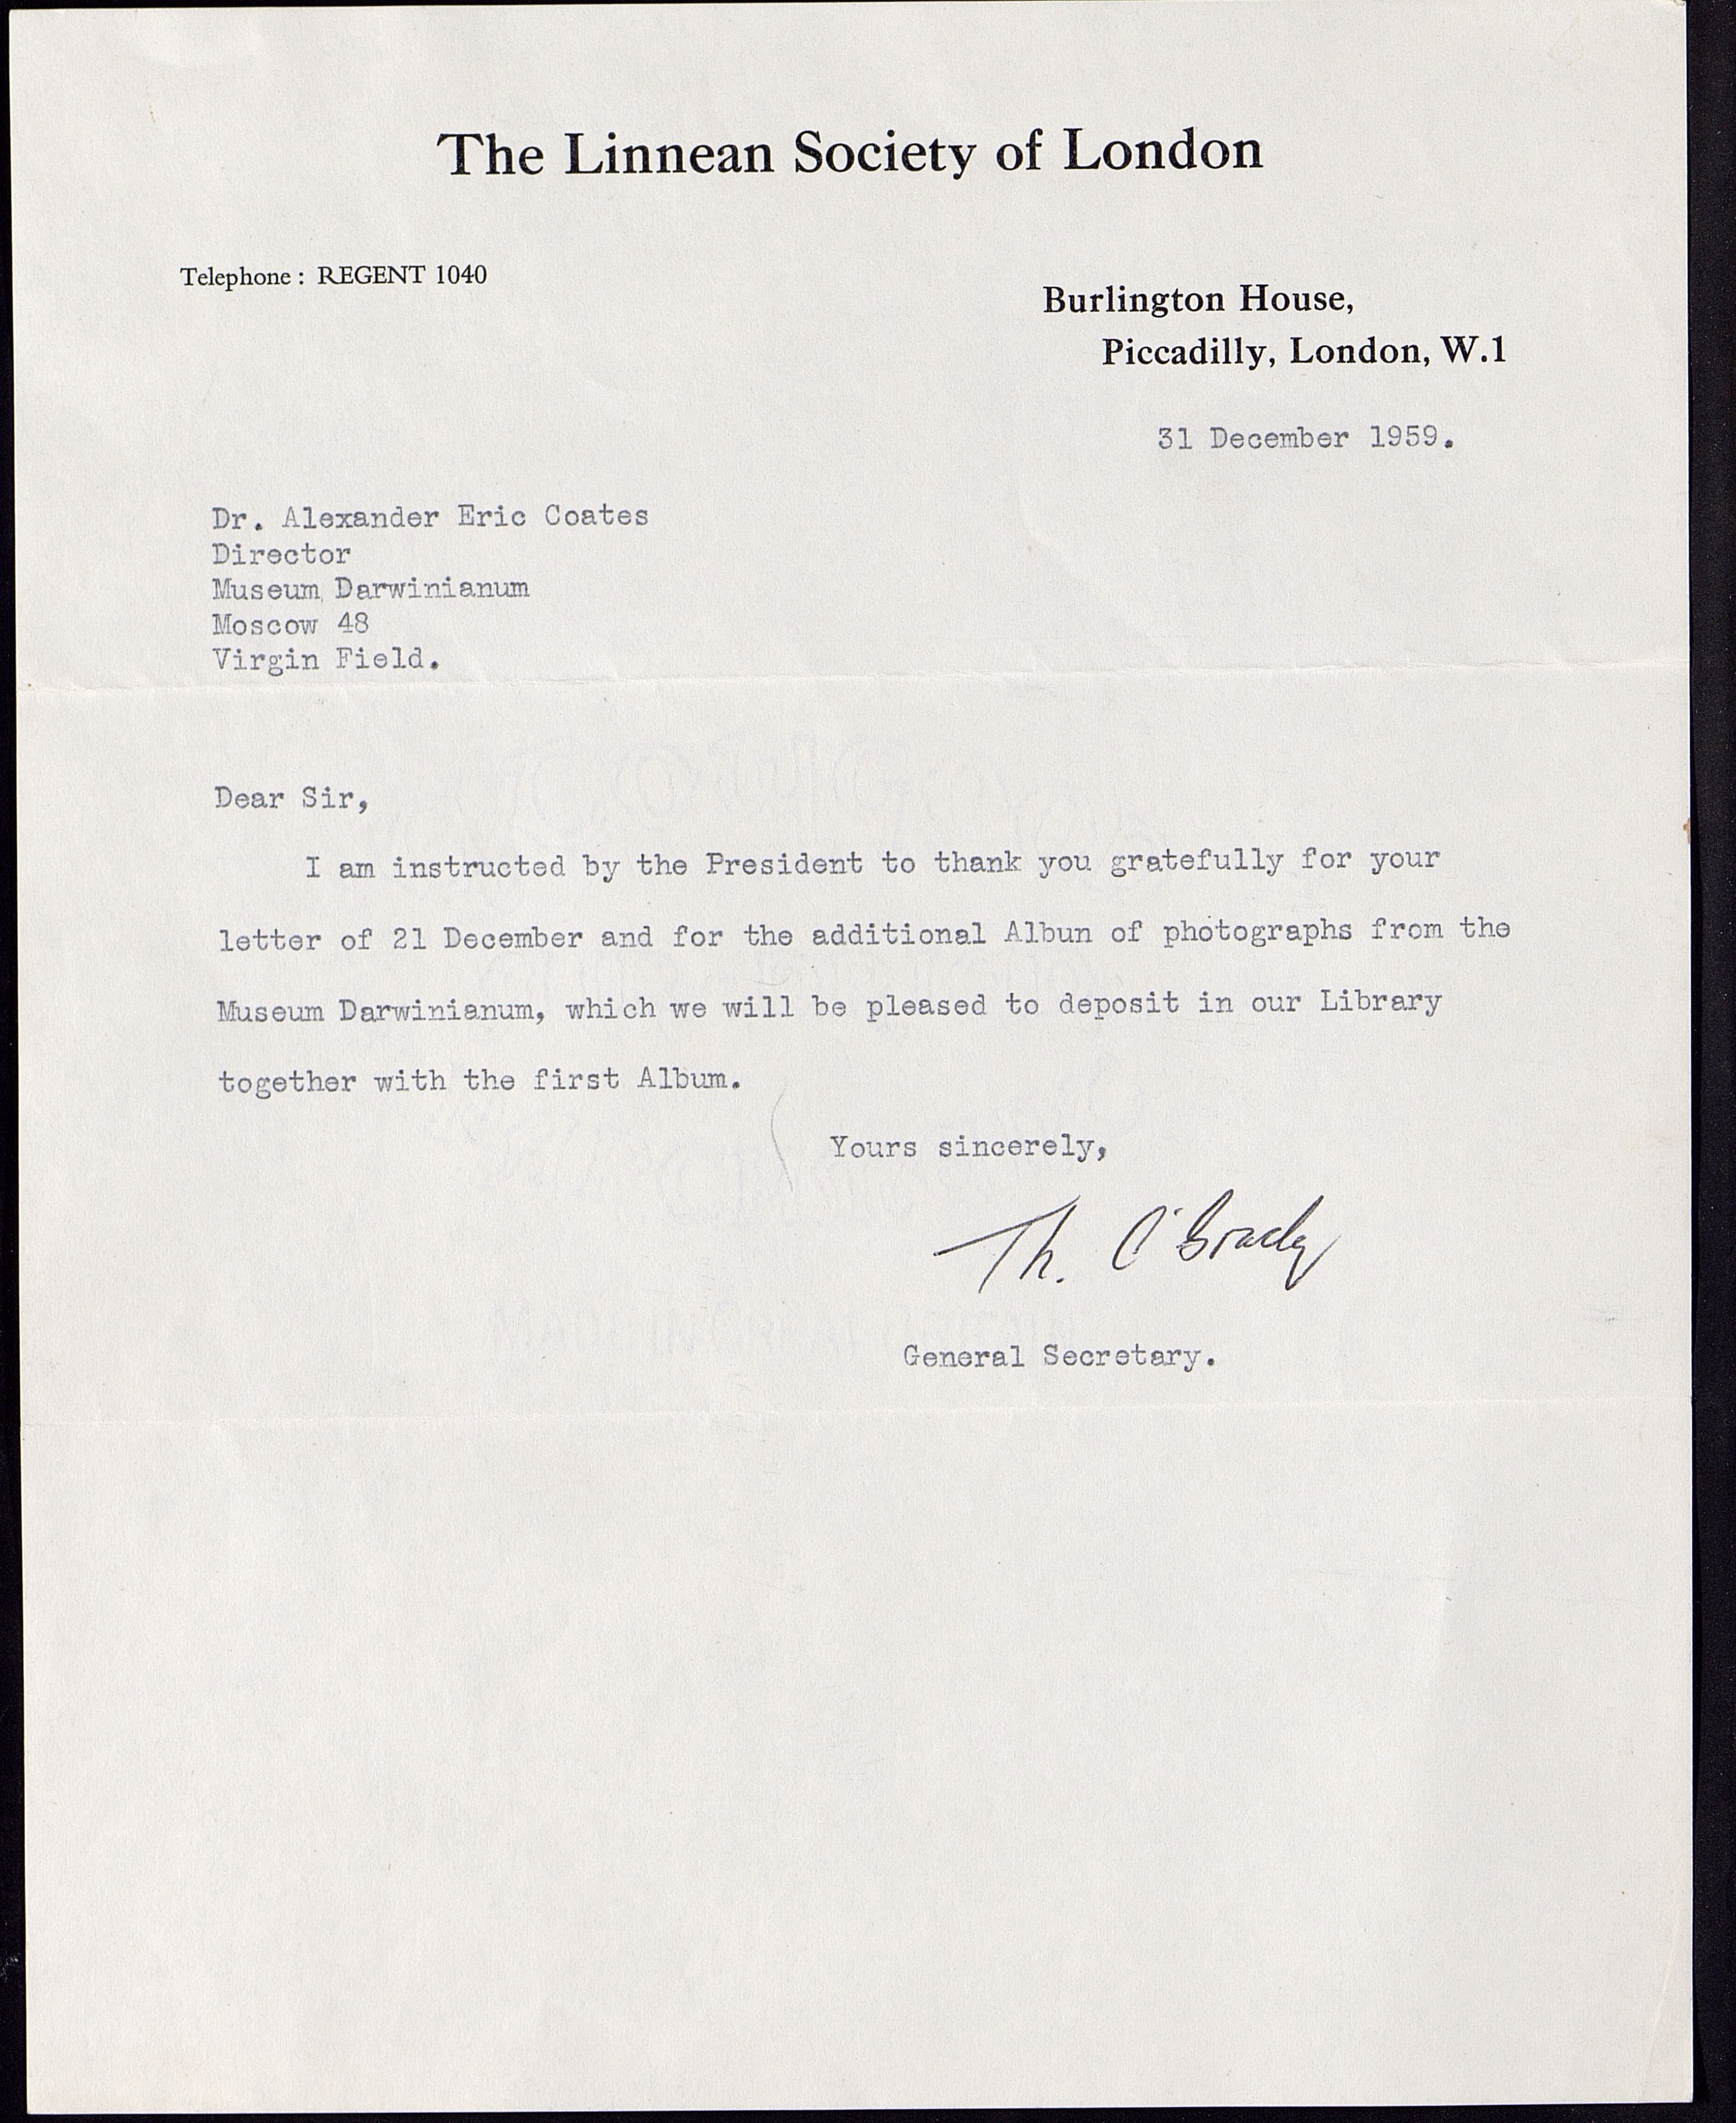 The Linnean Society of London
Telephone : REGENT 1040
Burlington House,
Piccadilly, London, W.1
31 December 1959.
Dr. Alexander Eric Coates
Director
Museum Darwinianum
Moscow 48
Virgin Field.
Dear Sir,
I am instructed by the President to thank you gratefully for your
letter of 21 December and for the additional Albun of photographs from the
Museum Darwinianum, which we will be pleased to deposit in our Library
together with the first Album.
Yours sincerely,
Th. O'Grady
General Secretary.